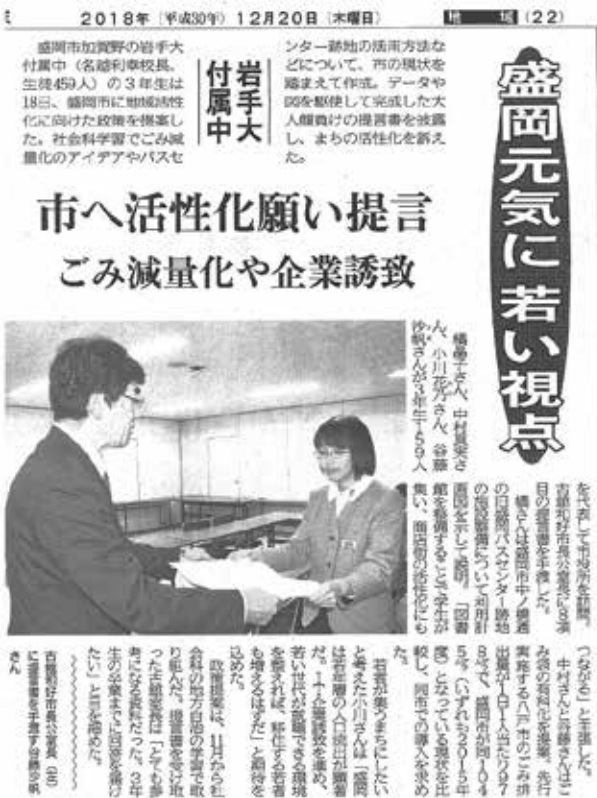 2018年（平成30年）12月20日（木曜日）
地域
(22)
盛岡元気に 若い視点
岩手大
付属中
市へ活性化願い提言
ごみ減量化や企業誘致
盛岡市加賀野の岩手大
付属中（名越利幸校長、
生徒459人）の３年生は
18日、盛岡市に地域活性
化に向けた政策を提案し
た。社会科学習でごみ減
量化のアイデアやバスセ
ンター跡地の活用方法な
どについて、市の現状を
踏まえて作成。データや
図を駆使して完成した大
人顔負けの提言書を披露
し、まちの活性化を訴え
た。
さん、中村
ん、小川花乃さん、谷藤
沙帆さんが3年生159人
を代表して市役所を訪問。
古舘和好市長公室長に8項
目の提言書を手渡した。
橘さんは盛岡市中ノ橋通
の旧盛岡バスセンター跡地
の施設整備について利用計
画図を示して説明。「図書
館を整備することで学生が
集い、商店街の活性化にも
つながる」と主張した。
中村さんと谷藤さんはご
み袋の有料化を提案。先行
実施する八戸市のごみ排
出量が1日1人当たり97
8㌘、盛岡市が同104
5㌘（いずれも2015年
度）となっている現状を比
較し、同市での導入を求め
た。
若者が集うまちにしたい
と考えた小川さんは「盛岡
は若年層の人口流出が顕著
だ。IT企業誘致を進め、
若い世代が就職できる環境
を整えれば、移住する若者
も増えるはずだ」と期待を
込めた。
政策提案は、11月から社
会科の地方自治の学習で取
り組んだ。提言書を受け取
った古舘室長は「とても参
考になる資料だった。3年
生の卒業までに回答を届け
たい」と目を細めた。
古舘和好市長公室長（左）
に提言書を手渡す谷藤沙帆
さん